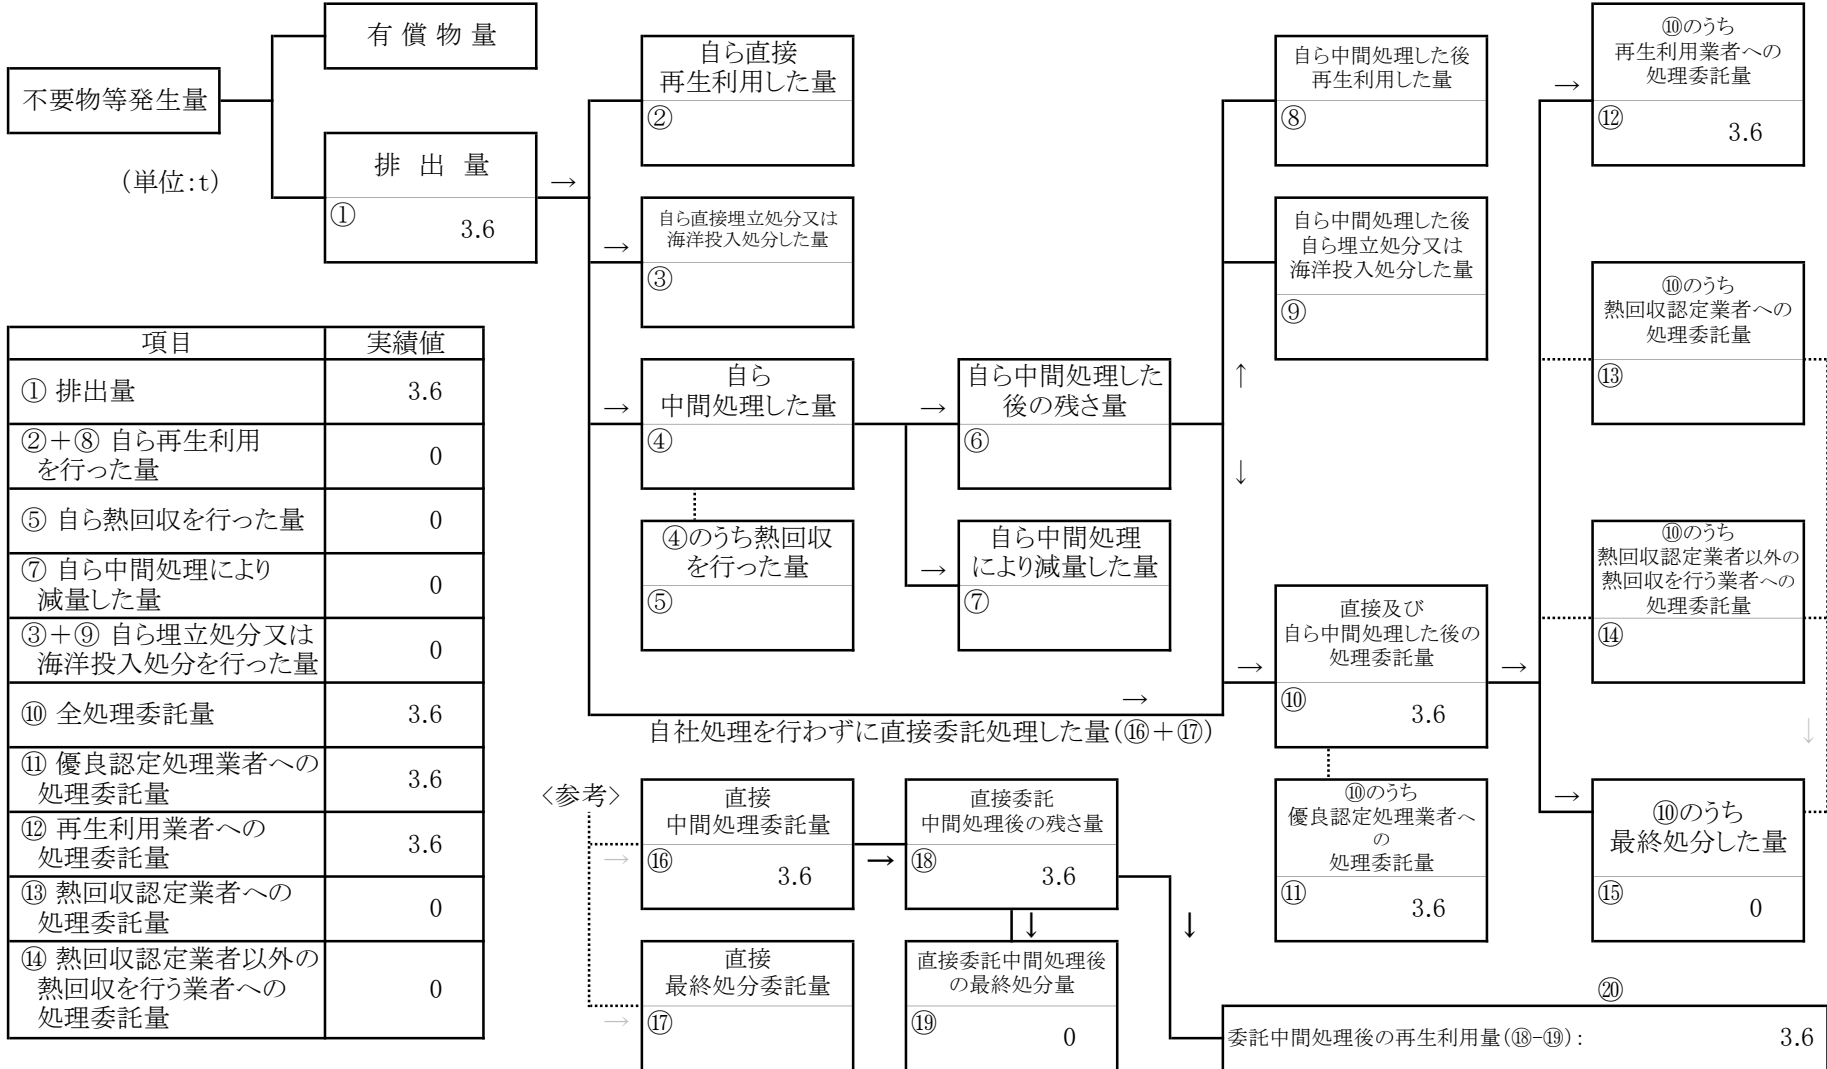 不要物等発生量
(単位:t)
有 償 物 量
排 出 量
①
3.6
→
自ら直接
再生利用した量
②
→
自ら直接埋立処分又は
海洋投入処分した量
③
→
自ら
中間処理した量
④
④のうち熱回収
を行った量
⑤
→
自ら中間処理した
後の残さ量
⑥
→
自ら中間処理
により減量した量
⑦
自ら中間処理した後
再生利用した量
⑧
自ら中間処理した後
自ら埋立処分又は
海洋投入処分した量
⑨
↑
↓
→
自社処理を行わずに直接委託処理した量(⑯+⑰)
→
直接及び
自ら中間処理した後の
処理委託量
⑩
3.6
⑩のうち
優良認定処理業者へ
の
処理委託量
⑪
3.6
→
→
⑩のうち
再生利用業者への
処理委託量
⑫
3.6
⑩のうち
熱回収認定業者への
処理委託量
⑬
⑩のうち
熱回収認定業者以外の
熱回収を行う業者への
処理委託量
⑭
↓
→
⑩のうち
最終処分した量
⑮
0
項目 実績値
① 排出量 3.6
②+⑧ 自ら再生利用
を行った量 0
⑤ 自ら熱回収を行った量 0
⑦ 自ら中間処理により
減量した量 0
③+⑨ 自ら埋立処分又は
海洋投入処分を行った量 0
⑩ 全処理委託量 3.6
⑪ 優良認定処理業者への
処理委託量 3.6
⑫ 再生利用業者への
処理委託量 3.6
⑬ 熱回収認定業者への
処理委託量 0
⑭ 熱回収認定業者以外の
熱回収を行う業者への
処理委託量 0
〈参考〉
→
直接
中間処理委託量
⑯
3.6
→
直接
最終処分委託量
⑰
→
直接委託
中間処理後の残さ量
⑱
3.6
↓
直接委託中間処理後
の最終処分量
⑲
0
↓
⑳
委託中間処理後の再生利用量(⑱-⑲): 3.6